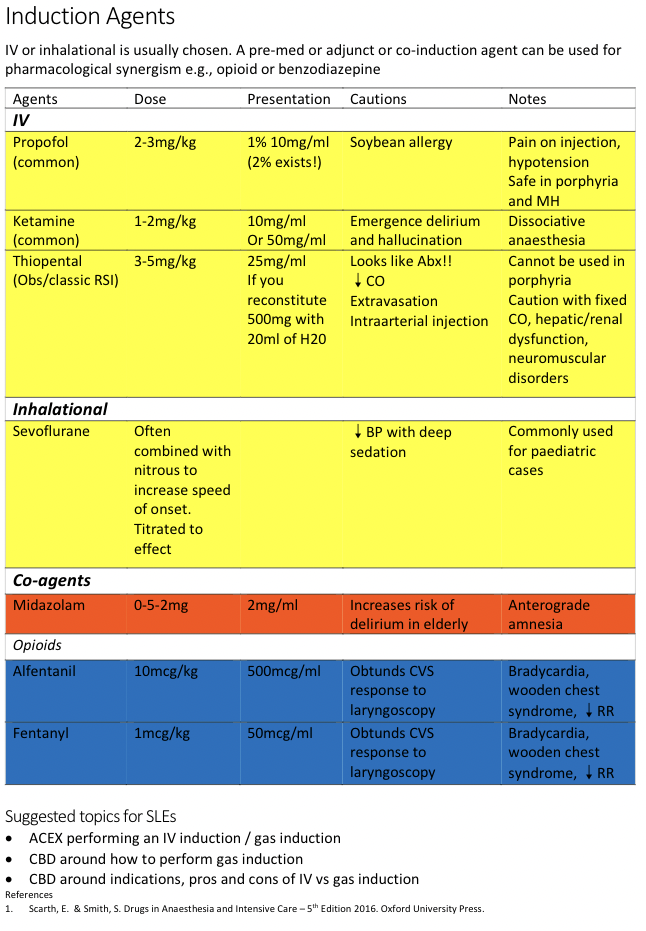 Induction Agents
IV or inhalational is usually chosen. A pre-med or adjunct or co-induction agent can be used for
pharmacological synergism e.g., opioid or benzodiazepine
Agents Dose Presentation Cautions Notes
IV
Propofol 2-3mg/kg 1% 10mg/ml Soybean allergy Pain on injection,
(common) (2% exists!) hypotension
Safe in porphyria
and MH
Ketamine 1-2mg/kg 10mg/ml Emergence delirium Dissociative
(common) Or 50mg/ml and hallucination anaesthesia
Thiopental 3-5mg/kg 25mg/ml Looks like Abx!! Cannot be used in
(Obs/classic RSI) If you ↓ CO porphyria
reconstitute Extravasation Caution with fixed
500mg with Intraarterial injection CO, hepatic/renal
20ml of H20 dysfunction,
neuromuscular
disorders
Inhalational
Sevoflurane Often ↓ BP with deep Commonly used
combined with sedation for paediatric
nitrous to cases
increase speed
of onset.
Titrated to
effect
Co-agents
Midazolam 0-5-2mg 2mg/ml Increases risk of Anterograde
delirium in elderly amnesia
Opioids
Alfentanil 10mcg/kg 500mcg/ml Obtunds CVS Bradycardia,
response to wooden chest
laryngoscopy syndrome, ↓ RR
Fentanyl 1mcg/kg 50mcg/ml Obtunds CVS Bradycardia,
response to wooden chest
laryngoscopy syndrome, ↓ RR
Suggested topics for SLEs
• ACEX performing an IV induction / gas induction
• CBD around how to perform gas induction
• CBD around indications, pros and cons of IV vs gas induction
References
1. Scarth, E. & Smith, S. Drugs in Anaesthesia and Intensive Care – 5th Edition 2016. Oxford University Press.